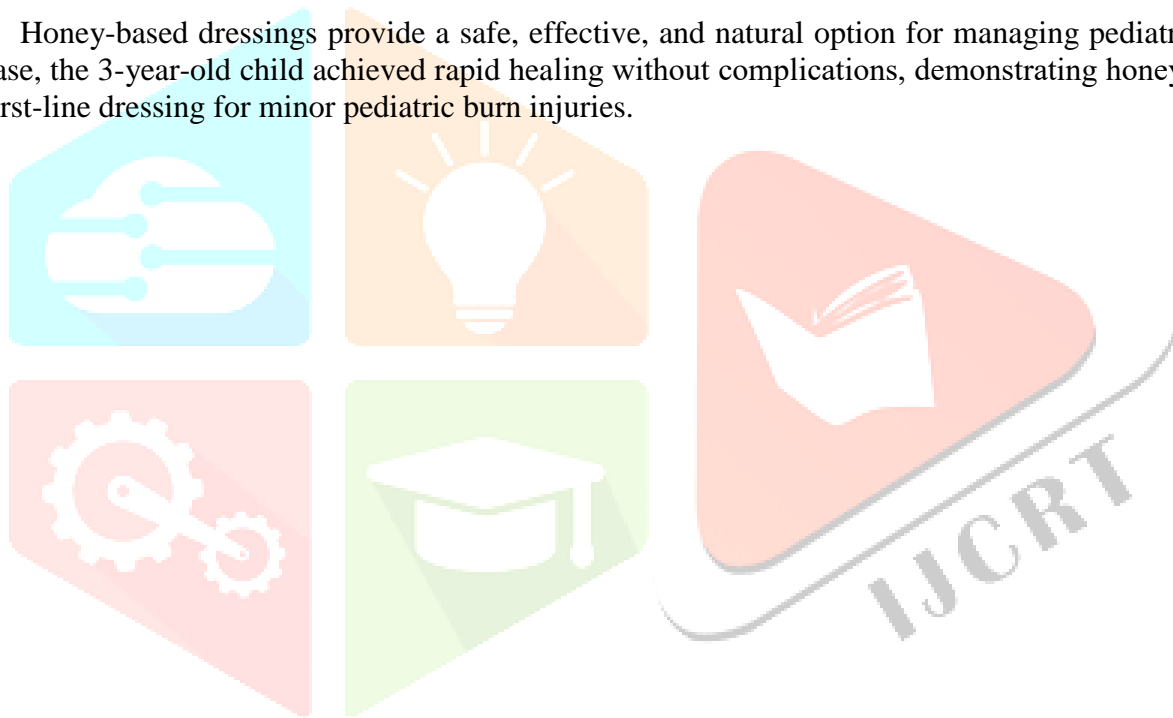 Honey-based dressings provide a safe, effective, and natural option for managing pediatr
ase, the 3-year-old child achieved rapid healing without complications, demonstrating honey
rst-line dressing for minor pediatric burn injuries.
IJCRT